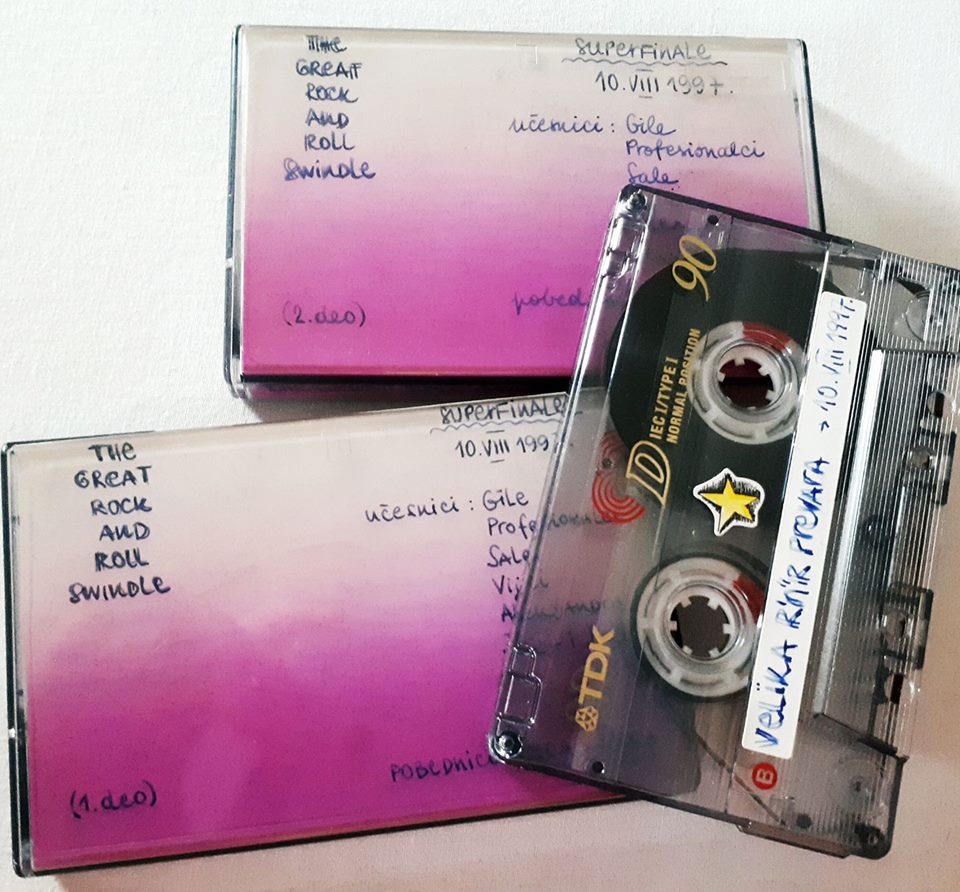 THE
GREAT
ROCK
AND
ROLL
SWINDLE
SUPERFINALE
10.VIII 1997.
učesnici : Gile
Profesionalci
Sale
(2.deo)
THE
GREAT
ROCK
AND
ROLL
SWINDLE
SUPERFINALE
10.VIII 1997
učesnici : Gile
Sale
(1.deo)
90
IEC I/TYPE I
NORMAL POSITION
D
TDK
VELIKA R'N'R PREVARA > 10.VIII 1997.
B